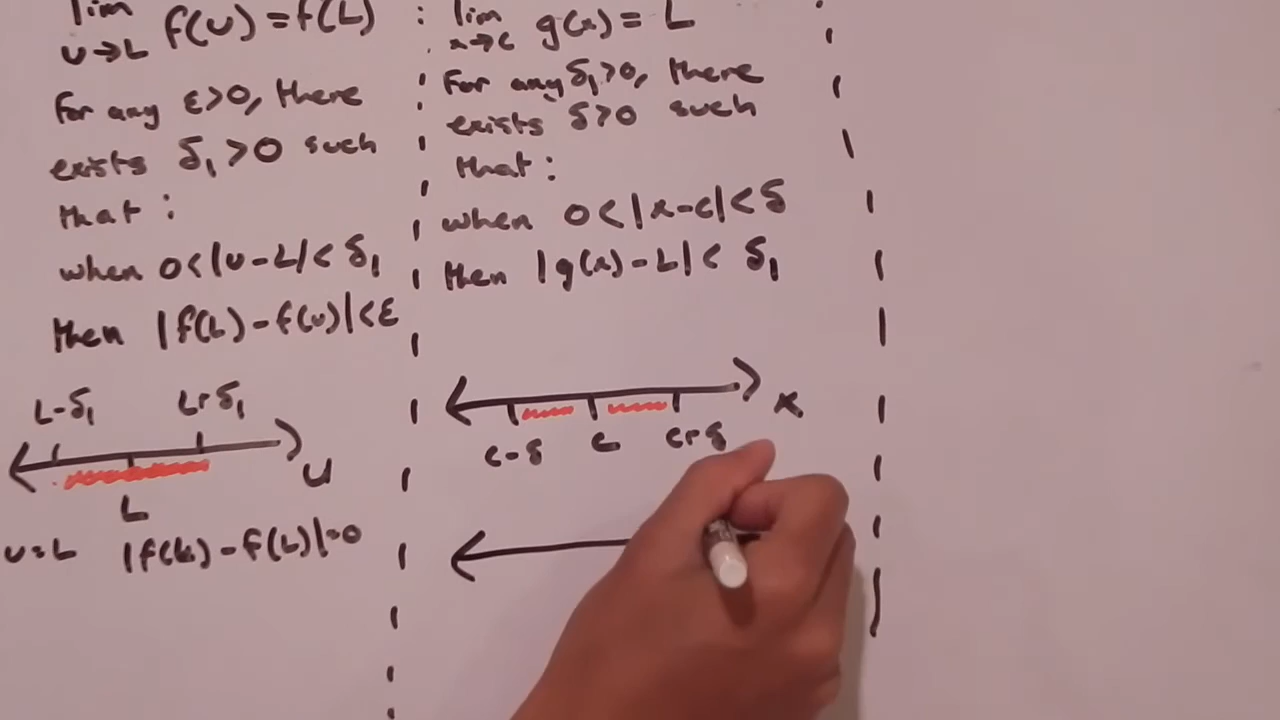 lim f(u) = f(L)
u→L
For any ε>0, there
exists δ₁>0 such
that:
when 0<|u-L|<δ₁
then |f(L)-f(u)|<ε
L-δ₁ L+δ₁
L
u
u=L |f(L)-f(L)|=0
: lim g(x) = L
x→c
For any δ₁>0, there
exists δ>0 such
that:
when 0<|x-c|<δ
then |g(x)-L|<δ₁
x
c-δ c c+δ